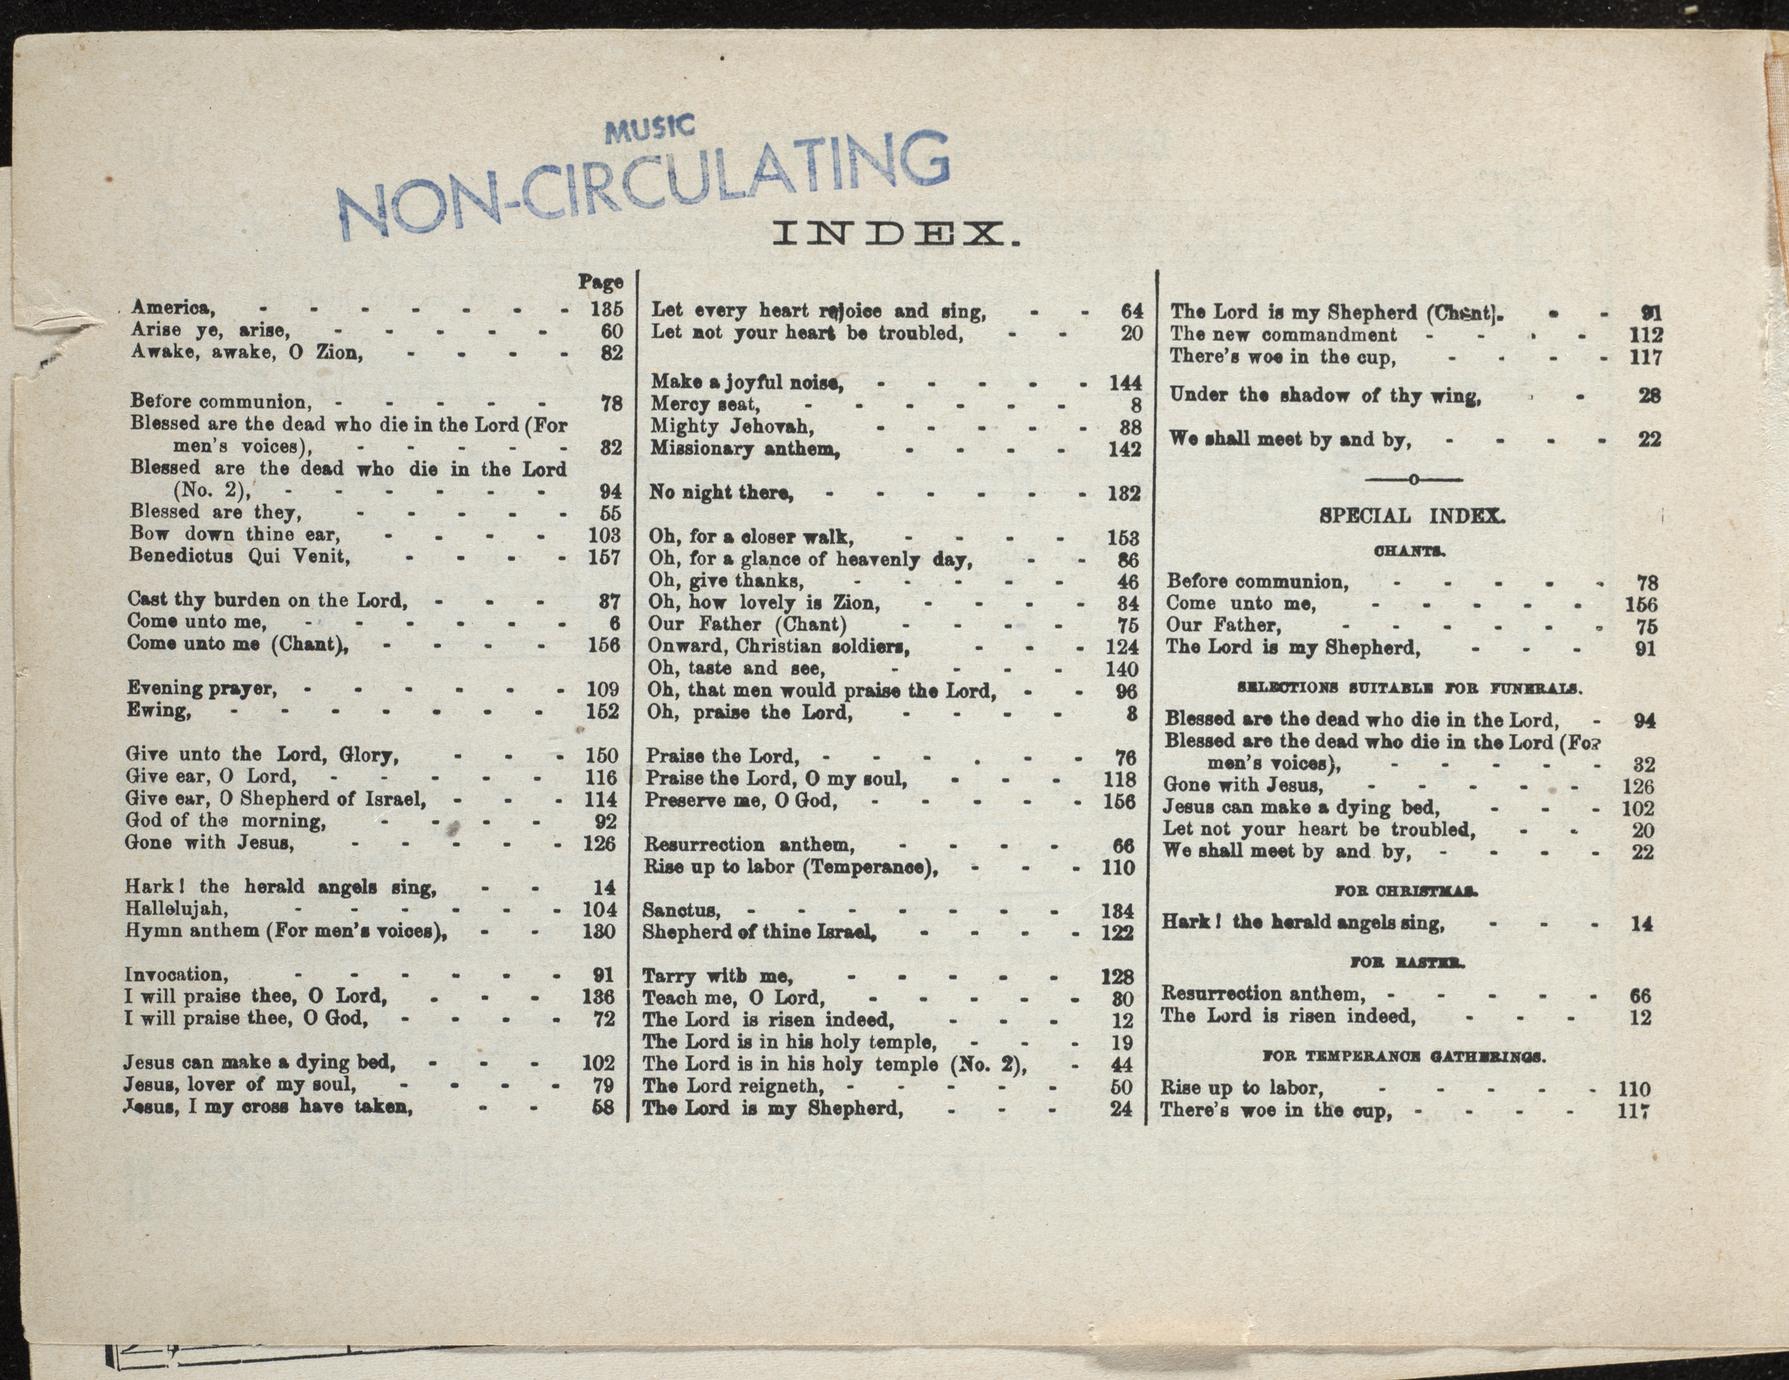 MUSIC
NON-CIRCULATING
INDEX.
Page
America, - - - - - - - 135
Arise ye, arise, - - - - - 60
Awake, awake, O Zion, - - - - 82
Before communion, - - - - - 78
Blessed are the dead who die in the Lord (For
men's voices), - - - - - 32
Blessed are the dead who die in the Lord
(No. 2), - - - - - - 94
Blessed are they, - - - - - 55
Bow down thine ear, - - - - 103
Benedictus Qui Venit, - - - - 157
Cast thy burden on the Lord, - - - 37
Come unto me, - - - - - - 6
Come unto me (Chant), - - - - 156
Evening prayer, - - - - - - 109
Ewing, - - - - - - - 152
Give unto the Lord, Glory, - - - 150
Give ear, O Lord, - - - - - 116
Give ear, O Shepherd of Israel, - - - 114
God of the morning, - - - - 92
Gone with Jesus, - - - - - 126
Hark! the herald angels sing, - - 14
Hallelujah, - - - - - - 104
Hymn anthem (For men's voices), - - 130
Invocation, - - - - - - 91
I will praise thee, O Lord, - - - 136
I will praise thee, O God, - - - - 72
Jesus can make a dying bed, - - - 102
Jesus, lover of my soul, - - - - 79
Jesus, I my cross have taken, - - 58
Let every heart rejoice and sing, - - 64
Let not your heart be troubled, - - 20
Make a joyful noise, - - - - - 144
Mercy seat, - - - - - - 8
Mighty Jehovah, - - - - - 38
Missionary anthem, - - - - 142
No night there, - - - - - - 132
Oh, for a closer walk, - - - - 153
Oh, for a glance of heavenly day, - - 86
Oh, give thanks, - - - - - 46
Oh, how lovely is Zion, - - - - 34
Our Father (Chant) - - - - 75
Onward, Christian soldiers, - - - 124
Oh, taste and see, - - - - 140
Oh, that men would praise the Lord, - - 96
Oh, praise the Lord, - - - - 3
Praise the Lord, - - - - - - 76
Praise the Lord, O my soul, - - - 118
Preserve me, O God, - - - - - 156
Resurrection anthem, - - - - 66
Rise up to labor (Temperance), - - - 110
Sanctus, - - - - - - - 134
Shepherd of thine Israel, - - - - 122
Tarry with me, - - - - - 128
Teach me, O Lord, - - - - - 30
The Lord is risen indeed, - - - 12
The Lord is in his holy temple, - - - 19
The Lord is in his holy temple (No. 2), - 44
The Lord reigneth, - - - - - 50
The Lord is my Shepherd, - - - 24
The Lord is my Shepherd (Chant). - - 91
The new commandment - - - - 112
There's woe in the cup, - - - - 117
Under the shadow of thy wing, - - 28
We shall meet by and by, - - - - 22
SPECIAL INDEX.
CHANTS.
Before communion, - - - - - 78
Come unto me, - - - - - 156
Our Father, - - - - - - 75
The Lord is my Shepherd, - - - 91
SELECTIONS SUITABLE FOR FUNERALS.
Blessed are the dead who die in the Lord, - 94
Blessed are the dead who die in the Lord (For
men's voices), - - - - - 32
Gone with Jesus, - - - - - 126
Jesus can make a dying bed, - - - 102
Let not your heart be troubled, - - 20
We shall meet by and by, - - - - 22
FOR CHRISTMAS.
Hark! the herald angels sing, - - - 14
FOR EASTER.
Resurrection anthem, - - - - - 66
The Lord is risen indeed, - - - 12
FOR TEMPERANCE GATHERINGS.
Rise up to labor, - - - - - 110
There's woe in the cup, - - - - 117